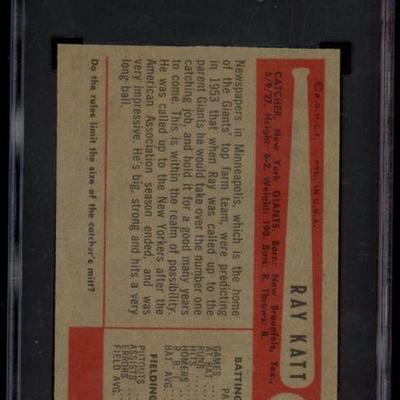 ©B.G.H.L.I. PTD. IN U.S.A.
RAY KATT
CATCHER, New York GIANTS. Born: New Braunfels, Tex.,
5/9/27. Height: 6-2. Weight: 190. Bats: R. Throws: R.
Newspapers in Minneapolis, which is the home
of the Giants' top farm team, were predicting
in 1953 that when Ray was called up to the
parent Giants he would take over the number one
catching job, and hold it for a good many years
to come. This is within the realm of possibility.
He was called up to the New Yorkers after the
American Association season ended, and was
very impressive. He's big, strong and hits a very
long ball.
Do the rules limit the size of the catcher's mitt?
BATTING
GAMES
AT BAT
RUNS
HITS
R. B.
BAT. AVG.
FIELDING
PUTOUTS
ASSISTS
ERRORS
FIELD AVG.